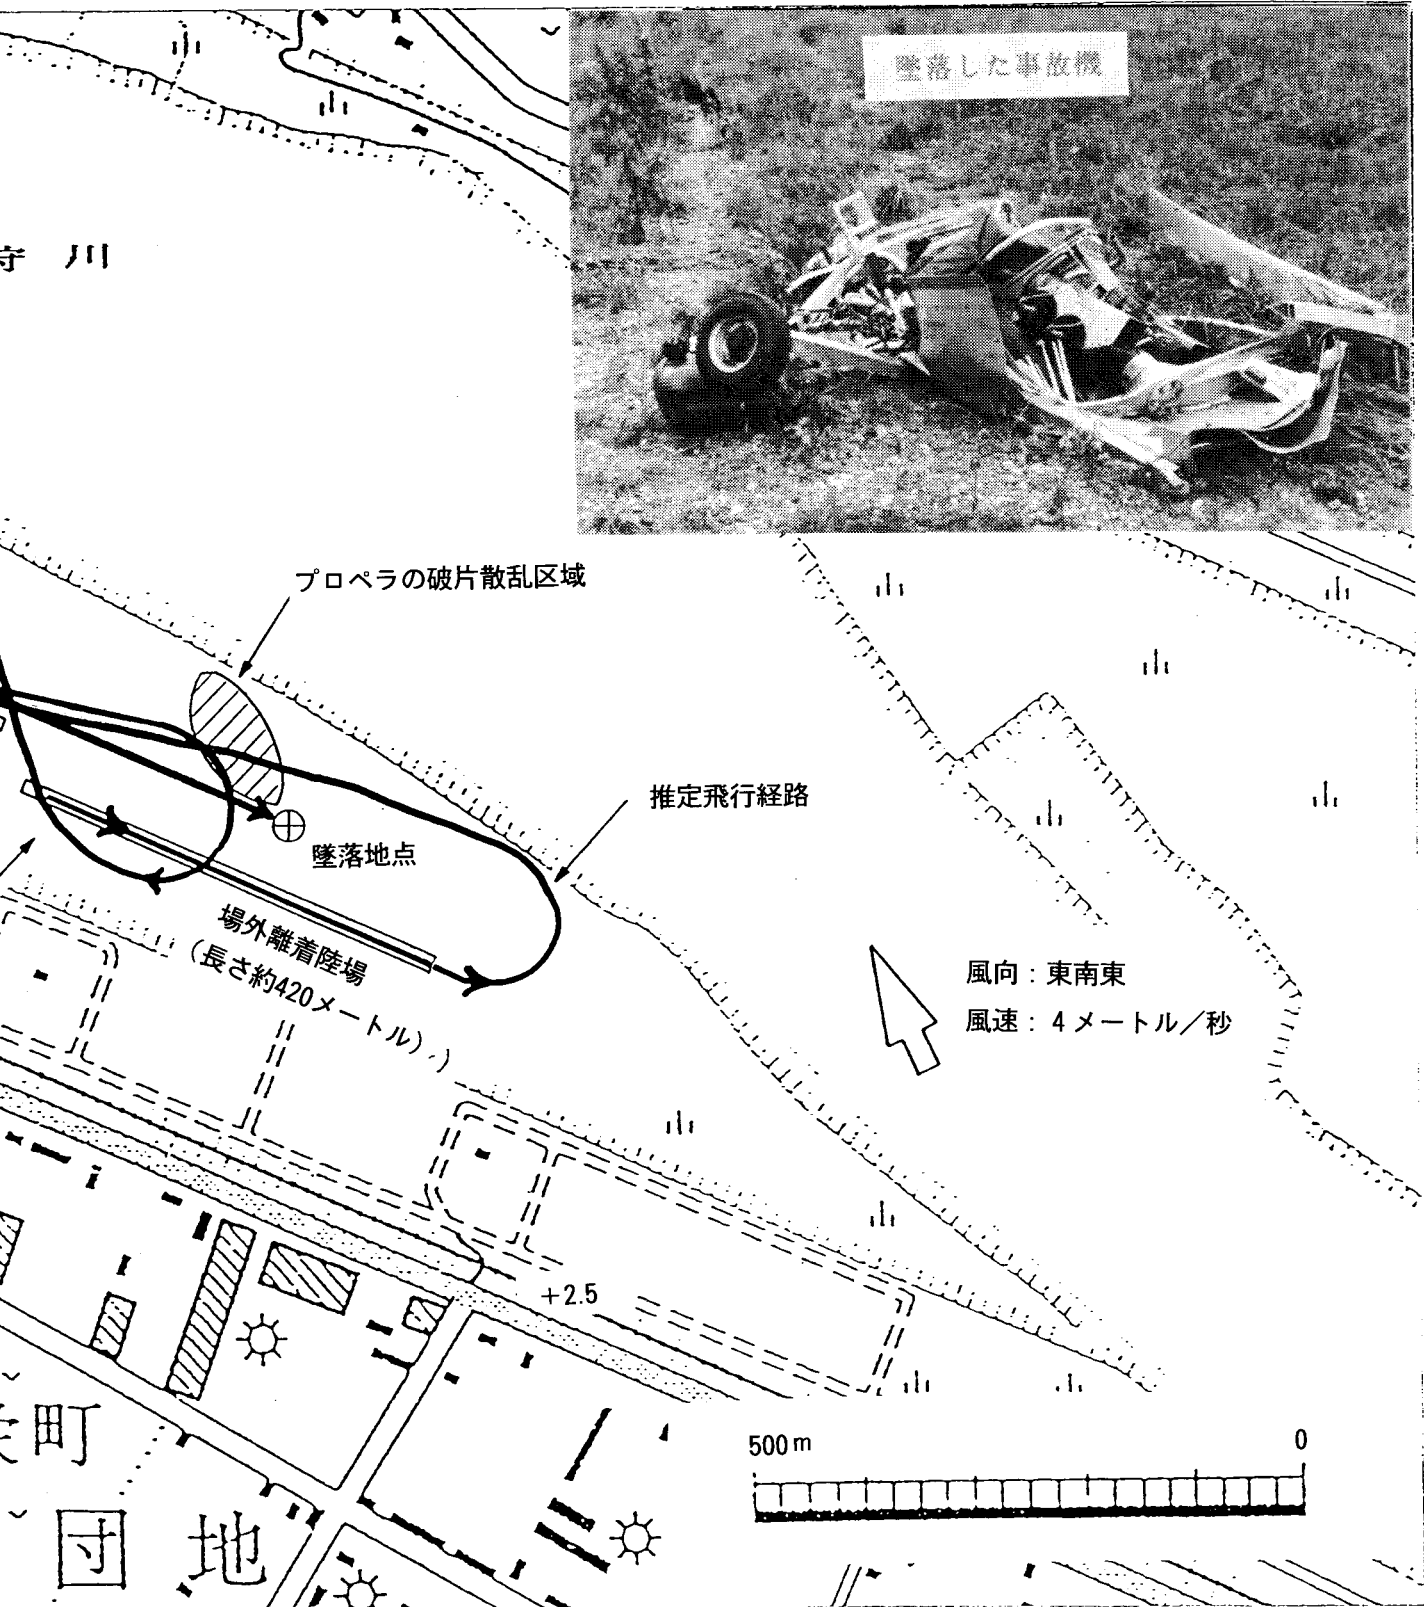 墜落した事故機
川
プロペラの破片散乱区域
推定飛行経路
墜落地点
場外離着陸場
（長さ約420メートル）
風向：東南東
風速：４メートル／秒
+2.5
500m 0
町
団地